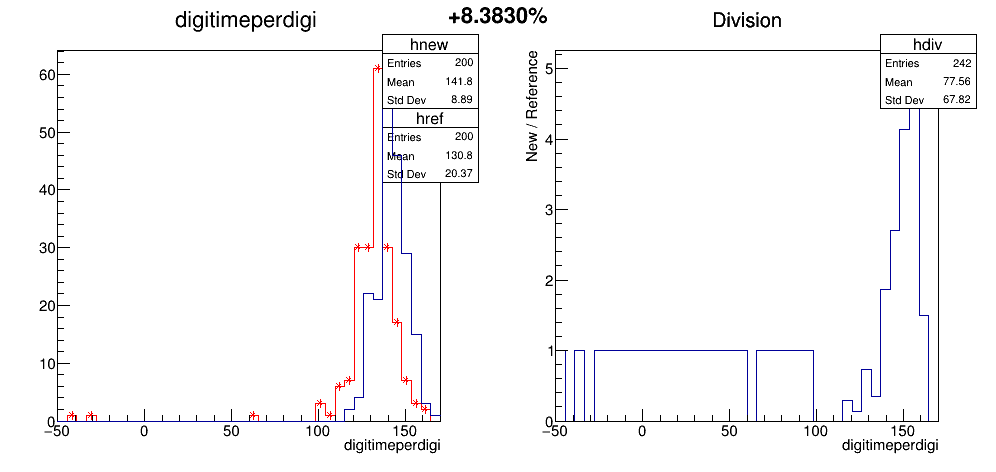 +8.3830%
digitimeperdigi
hnew
Entries 200
Mean 141.8
Std Dev 8.89
href
Entries 200
Mean 130.8
Std Dev 20.37
60
50
40
30
20
10
0
−50 0 50 100 150
digitimeperdigi
Division
hdiv
Entries 242
Mean 77.56
Std Dev 67.82
New / Reference
5
4
3
2
1
0
−50 0 50 100 150
digitimeperdigi